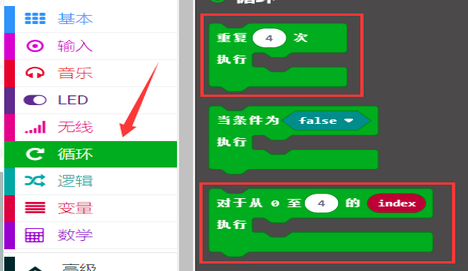 基本
输入
音乐
LED
无线
循环
逻辑
变量
数学
高级
循环
重复 4 次
执行
当条件为 false
执行
对于从 0 至 4 的 index
执行